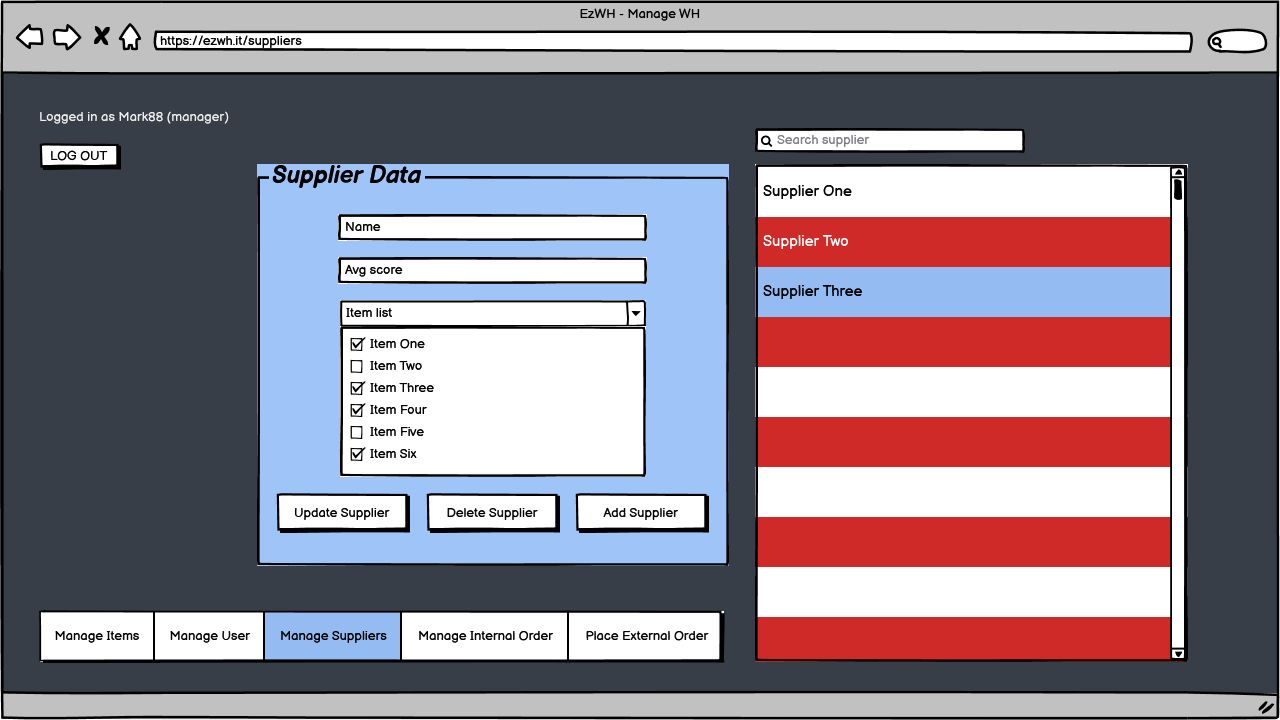 EzWH - Manage WH
https://ezwh.it/suppliers
Logged in as Mark88 (manager)
LOG OUT
Search supplier
Supplier Data
Name
Avg score
Item list
Item One
Item Two
Item Three
Item Four
Item Five
Item Six
Update Supplier
Delete Supplier
Add Supplier
Supplier One
Supplier Two
Supplier Three
Manage Items
Manage User
Manage Suppliers
Manage Internal Order
Place External Order